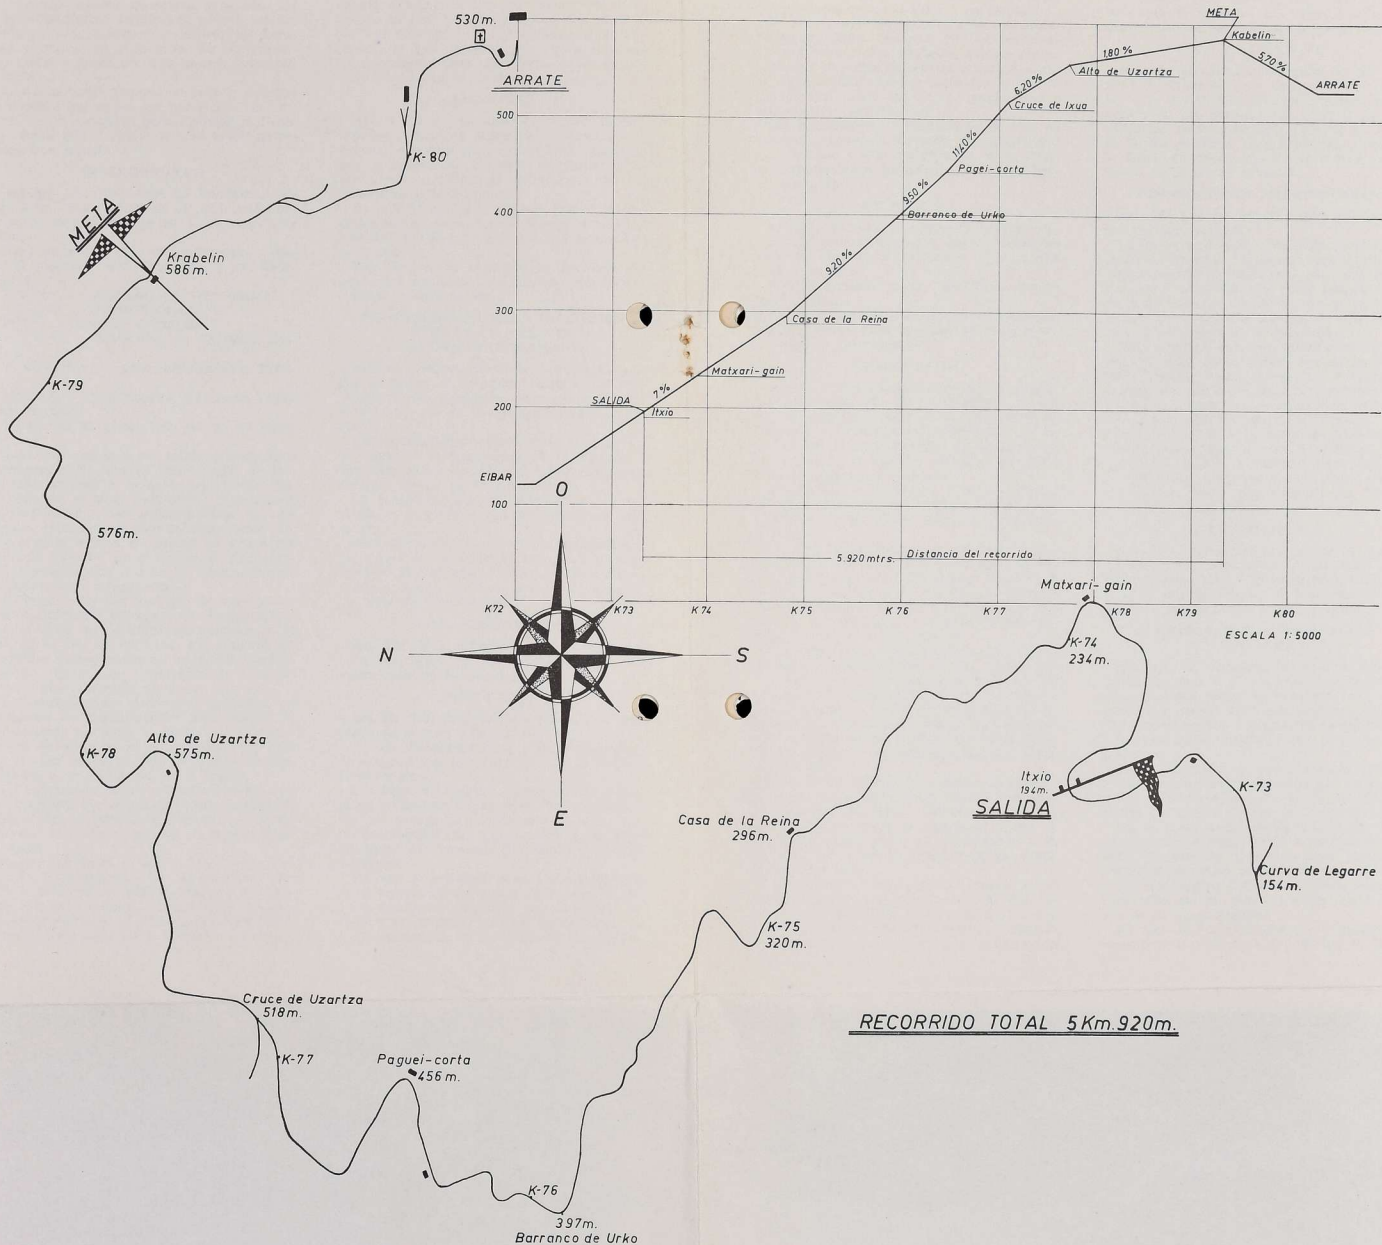 530m.
ARRATE
K-80
META
Krabelin
586m.
K-79
576m.
K-78
Alto de Uzartza
575m.
Cruce de Uzartza
518m.
K-77
Paguei-corta
456m.
K-76
397m.
Barranco de Urko
K-75
320m.
Casa de la Reina
296m.
K-74
234m.
Matxari-gain
Itxio
194m.
SALIDA
K-73
Curva de Legarre
154m.
RECORRIDO TOTAL 5Km.920m.
O
N
S
E
500
400
300
200
EIBAR
100
SALIDA
Itxio
7%
Matxari-gain
Casa de la Reina
9,20%
Barranco de Urko
9,50%
Pagei-corta
11,40%
Cruce de Ixua
6,20%
Alto de Uzartza
1,80%
META
Kabelin
5,70%
ARRATE
5.920mtrs. Distancia del recorrido
K72
K73
K74
K75
K76
K77
K78
K79
K80
ESCALA 1:5000